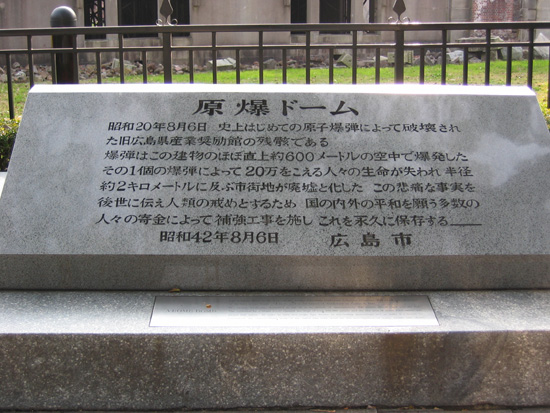 原爆ドーム
昭和20年8月6日 史上はじめての原子爆弾によって破壊され
た旧広島県産業奨励館の残骸である
爆弾はこの建物のほぼ直上約600メートルの空中で爆発した
その1個の爆弾によって20万をこえる人々の生命が失われ 半径
約2キロメートルに及ぶ市街地が廃墟と化した この悲痛な事実を
後世に伝え人類の戒めとするため 国の内外の平和を願う多数の
人々の寄金によって補強工事を施し これを永久に保存する
昭和42年8月6日 広島市